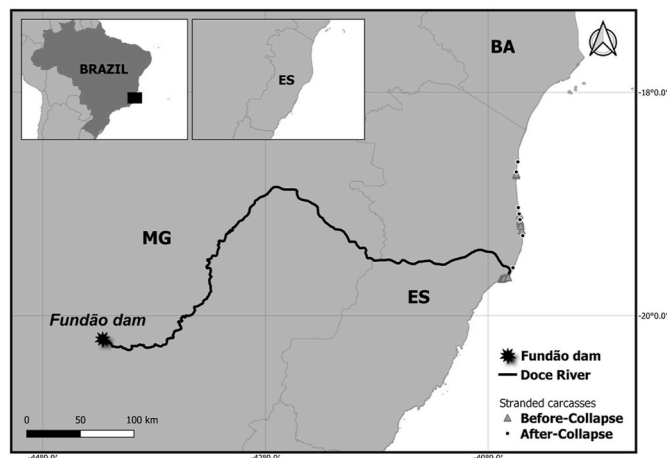 BRAZIL
ES
BA
-18°0.0'
MG
ES
Fundão dam
-20°0.0'
Fundão dam
Doce River
Stranded carcasses
Before-Collapse
After-Collapse
0 50 100 km